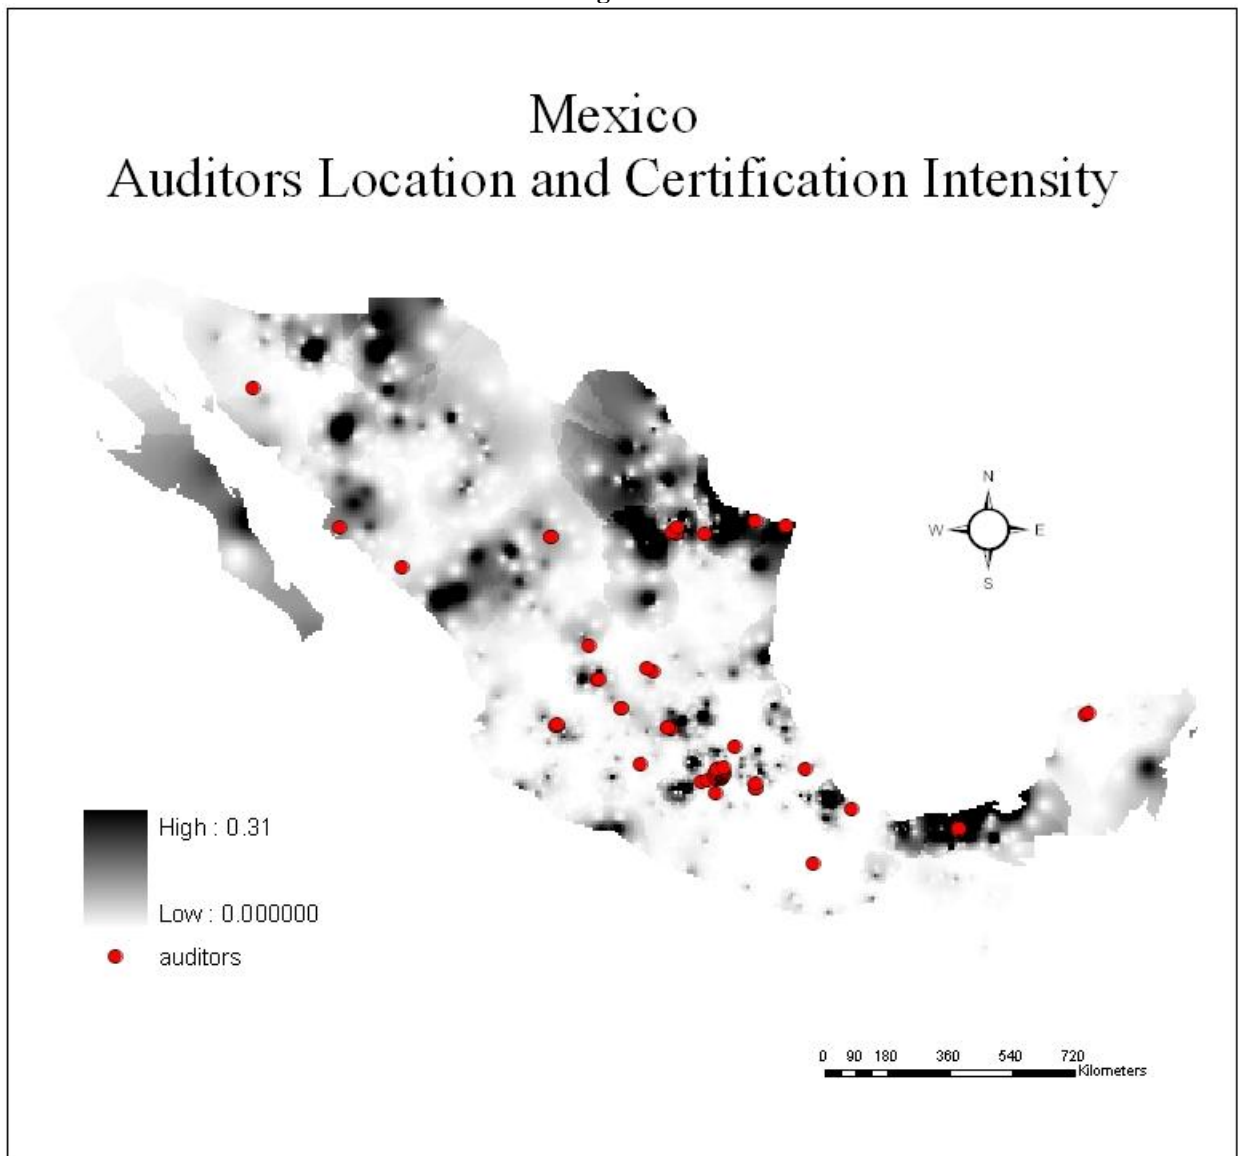 Mexico
Auditors Location and Certification Intensity
N
W E
S
High : 0.31
Low : 0.000000
auditors
0 90 180 360 540 720
Kilometers